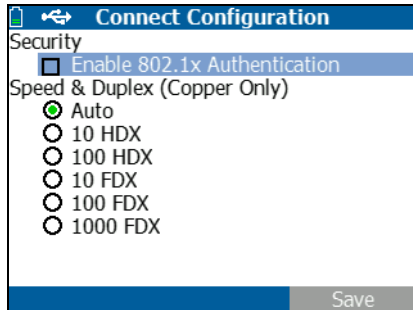 Connect Configuration
Security
Enable 802.1x Authentication
Speed & Duplex (Copper Only)
Auto
10 HDX
100 HDX
10 FDX
100 FDX
1000 FDX
Save